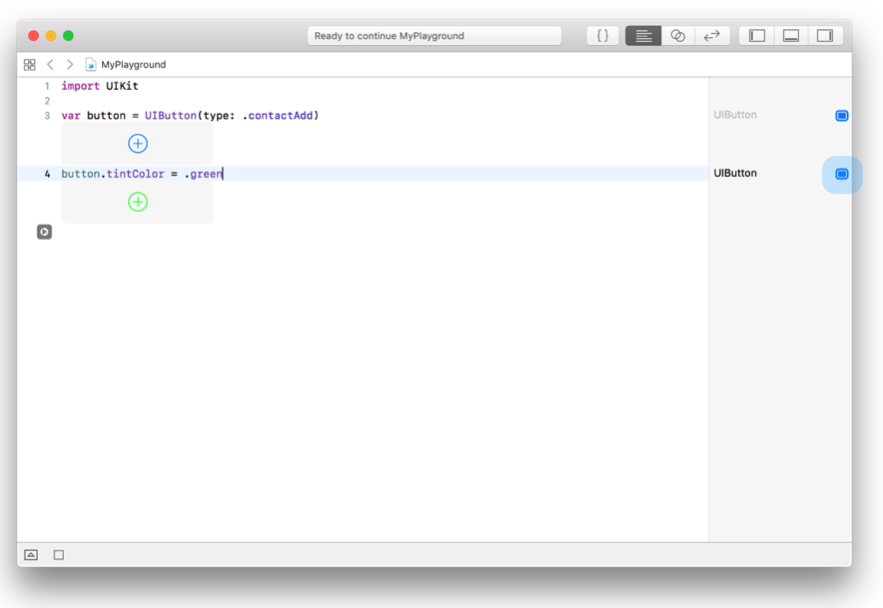 Ready to continue MyPlayground
{}
MyPlayground
1 import UIKit
2
3 var button = UIButton(type: .contactAdd)
UIButton
4 button.tintColor = .green
UIButton